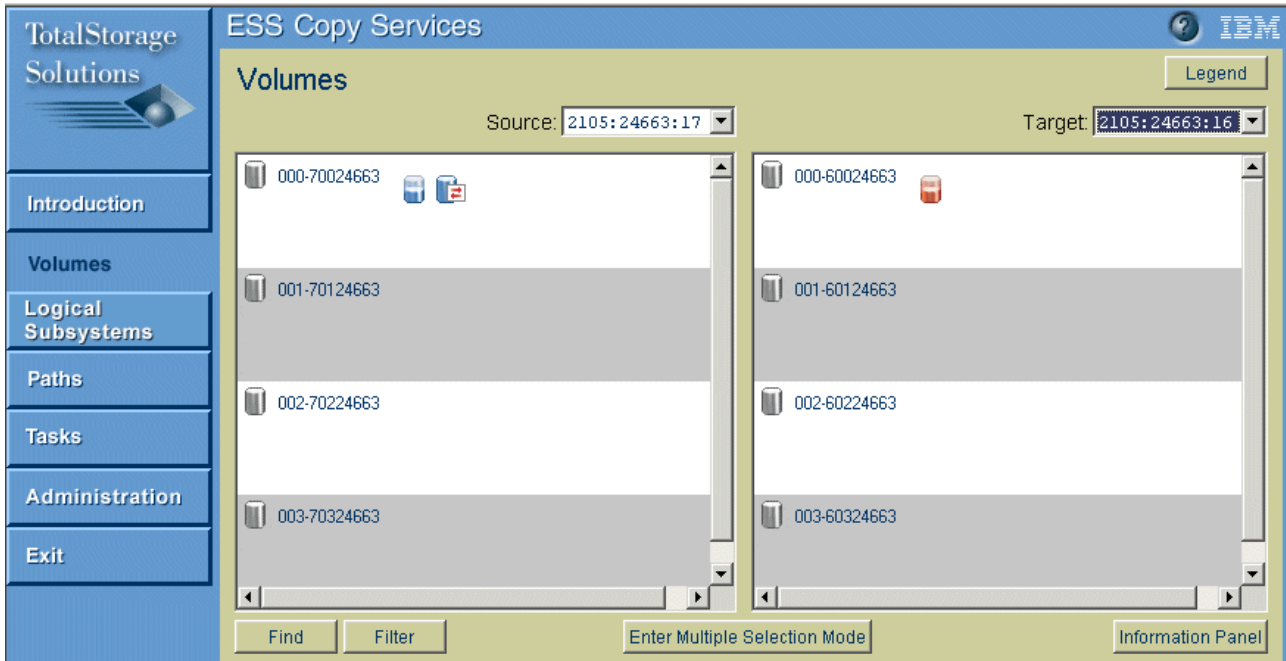 TotalStorage
Solutions
ESS Copy Services
? IBM
Volumes
Legend
Source: 2105:24663:17
Target: 2105:24663:16
Introduction
Volumes
Logical
Subsystems
Paths
Tasks
Administration
Exit
000-70024663
001-70124663
002-70224663
003-70324663
000-60024663
001-60124663
002-60224663
003-60324663
Find
Filter
Enter Multiple Selection Mode
Information Panel